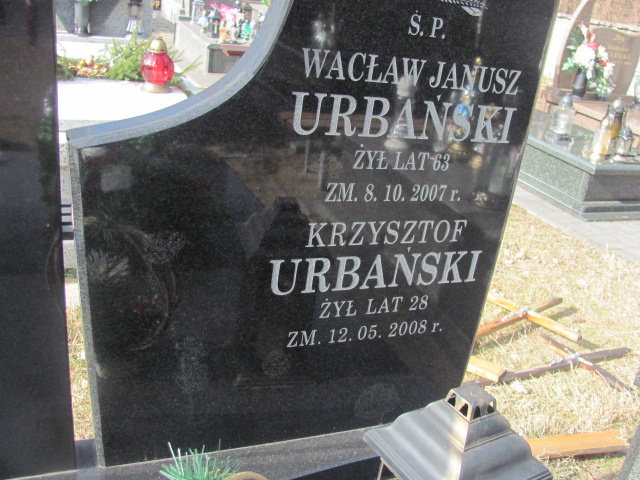 Ś. P.
WACŁAW JANUSZ
URBAŃSKI
ŻYŁ LAT 63
ZM. 8. 10. 2007 r.
KRZYSZTOF
URBAŃSKI
ŻYŁ LAT 28
ZM. 12. 05. 2008 r.